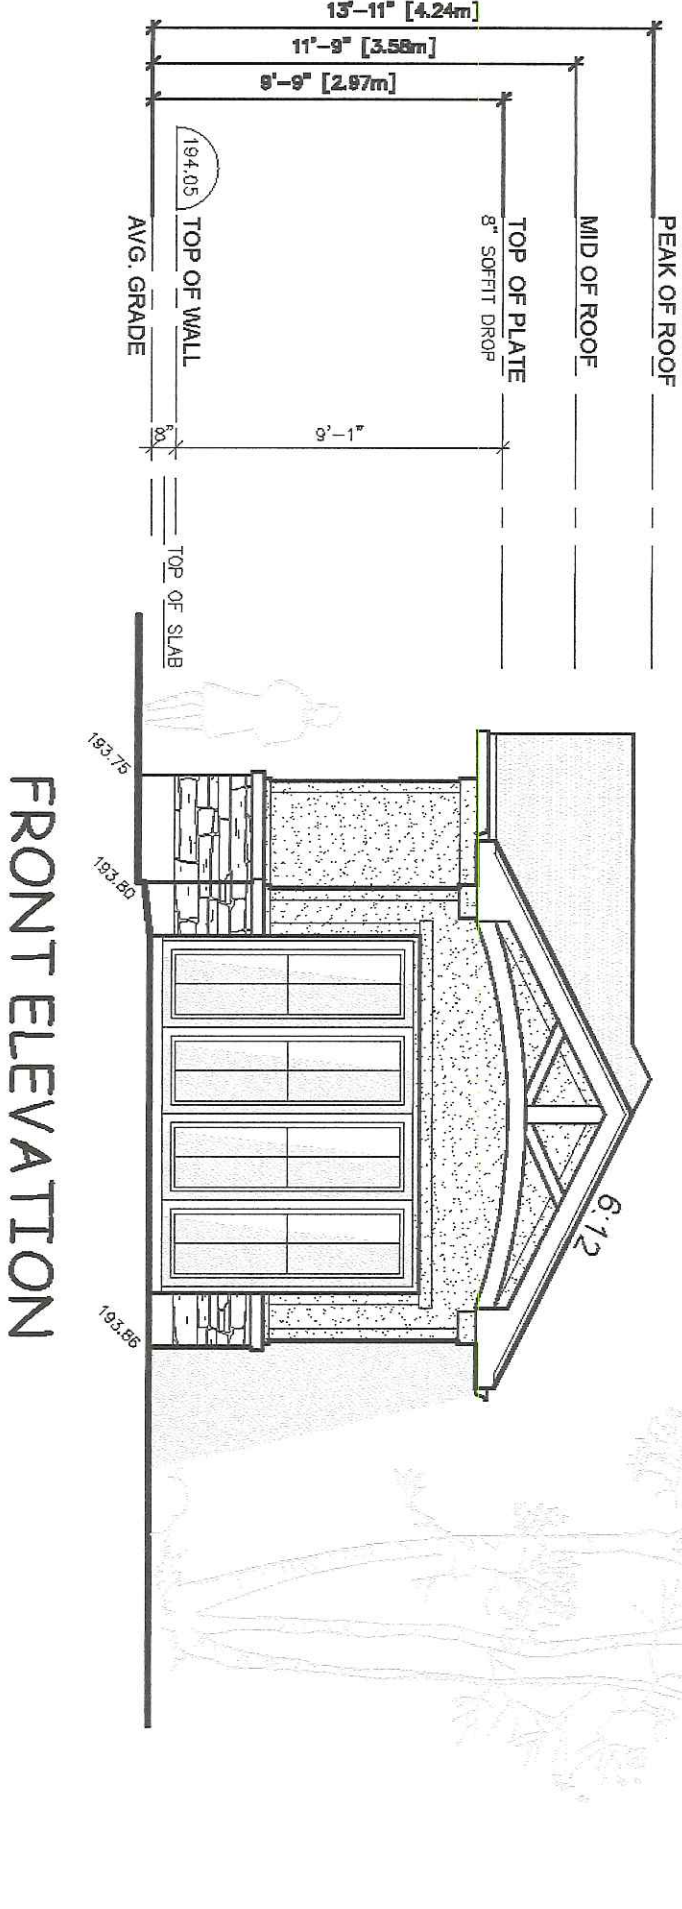 13'-11" [4.24m]
11'-9" [3.58m]
9'-9" [2.97m]
PEAK OF ROOF
MID OF ROOF
TOP OF PLATE
8" SOFFIT DROP
194.05
TOP OF WALL
AVG. GRADE
9'-1"
8"
TOP OF SLAB
6:12
193.75
193.80
193.86
FRONT ELEVATION